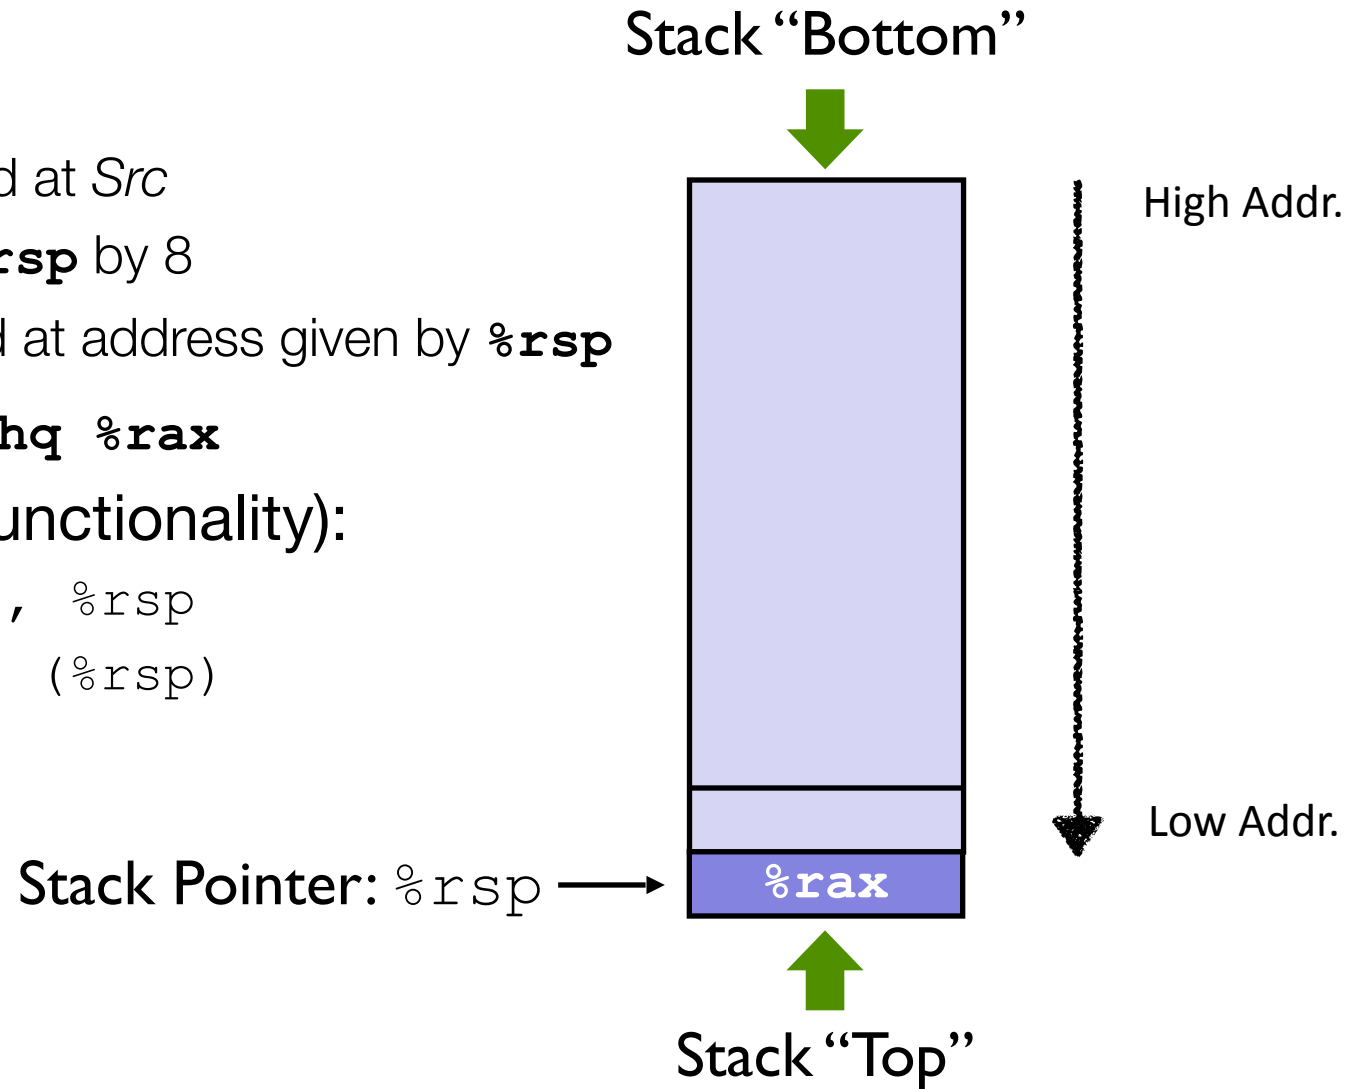 Stack “Bottom”
d at Src
rsp by 8
d at address given by %rsp
hq %rax
unctionality):
, %rsp
(%rsp)
High Addr.
Low Addr.
Stack Pointer: %rsp
%rax
Stack “Top”